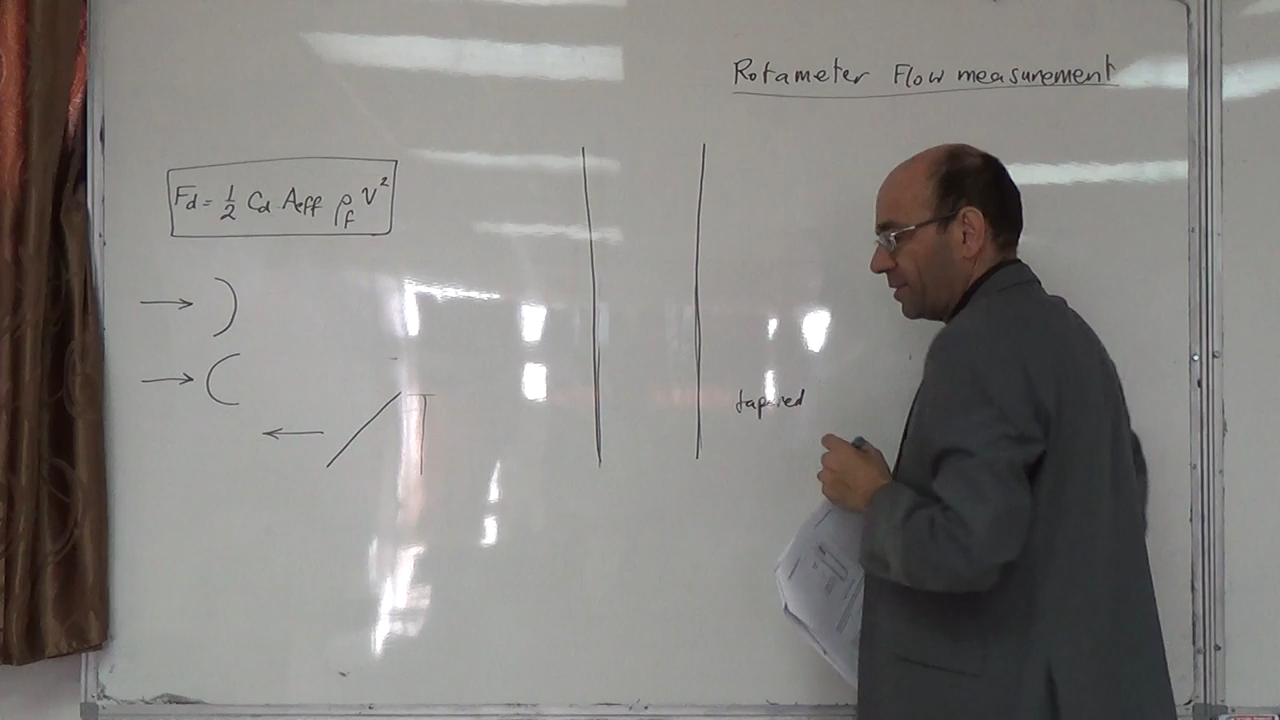 Rotameter Flow measurement
Fd = 1/2 Cd Aeff ρf V²
tapered